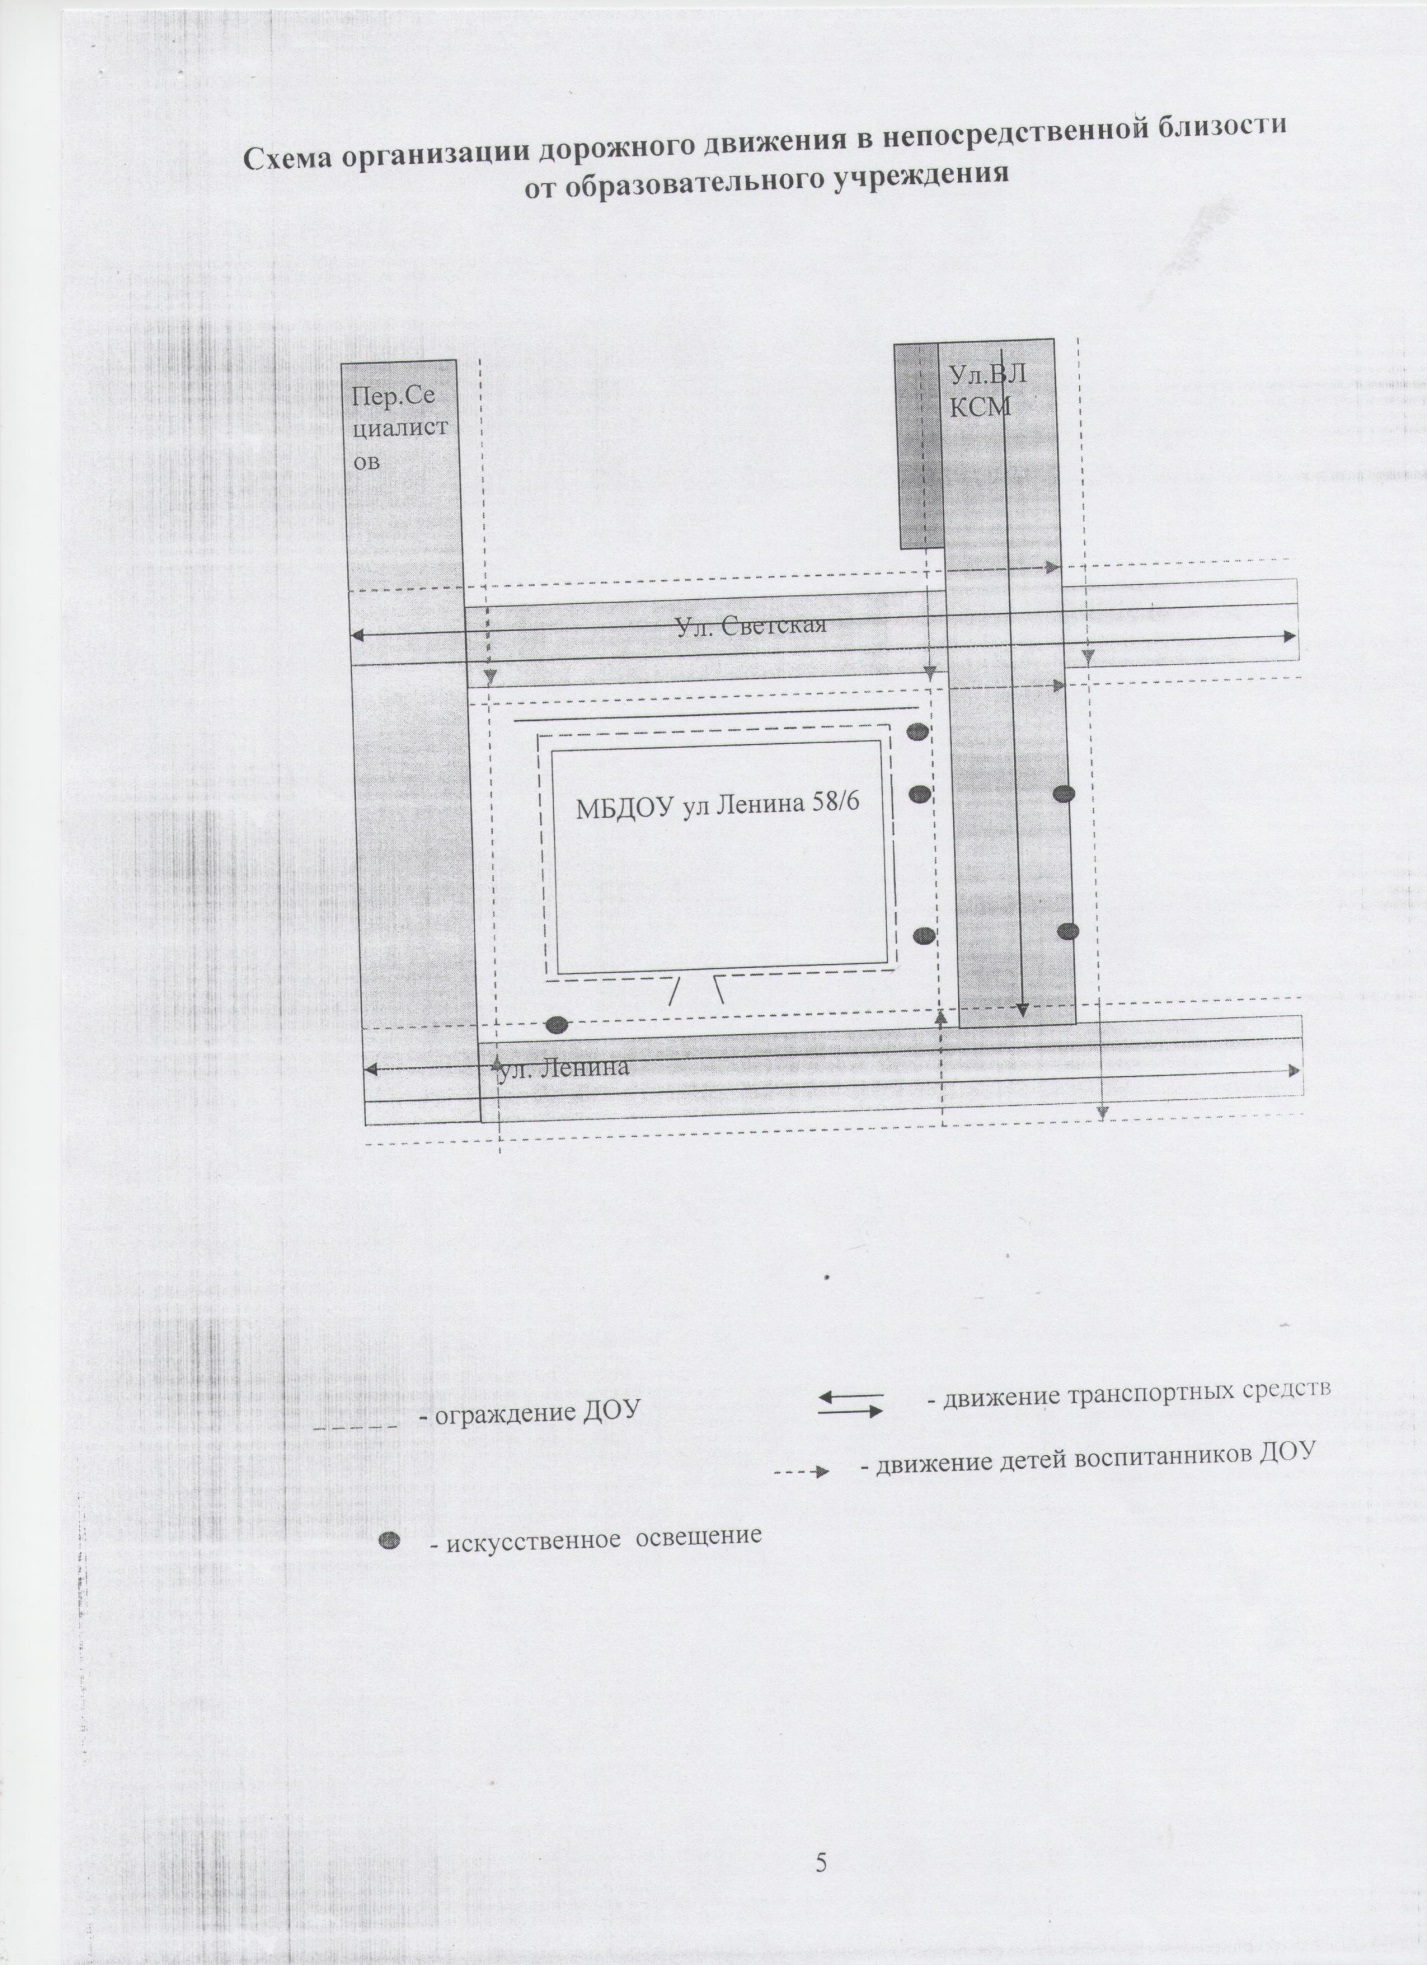 Схема организации дорожного движения в непосредственной близости
от образовательного учреждения
Пер.Се
циалист
ов
Ул.ВЛ
КСМ
Ул. Светская
МБДОУ ул Ленина 58/6
ул. Ленина
- ограждение ДОУ
- движение транспортных средств
- движение детей воспитанников ДОУ
- искусственное освещение
5